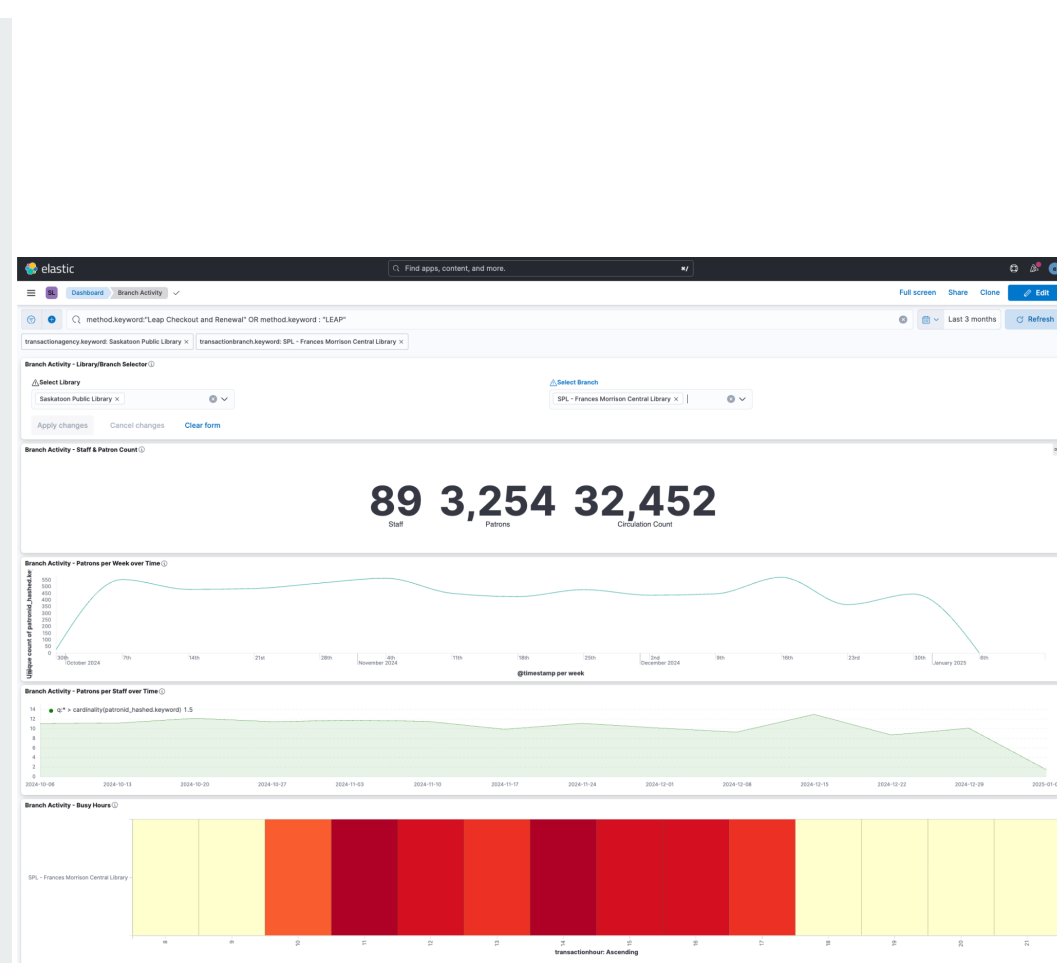 elastic
Find apps, content, and more.
⌘/
SL
Dashboard
Branch Activity
Full screen
Share
Clone
Edit
method.keyword:"Leap Checkout and Renewal" OR method.keyword : "LEAP"
Last 3 months
Refresh
transactionagency.keyword: Saskatoon Public Library ×
transactionbranch.keyword: SPL - Frances Morrison Central Library ×
Branch Activity - Library/Branch Selector
Select Library
Select Branch
Saskatoon Public Library ×
SPL - Frances Morrison Central Library ×
Apply changes
Cancel changes
Clear form
Branch Activity - Staff & Patron Count
89 3,254 32,452
Staff Patrons Circulation Count
Branch Activity - Patrons per Week over Time
Unique count of patronid_hashed.ke
550
500
450
400
350
300
250
200
150
100
50
0
30th 7th 14th 21st 28th 4th 11th 18th 25th 2nd 9th 16th 23rd 30th 6th
October 2024 November 2024 December 2024 January 2025
@timestamp per week
Branch Activity - Patrons per Staff over Time
q:* > cardinality(patronid_hashed.keyword) 1.5
14
12
10
8
6
4
2
0
2024-10-06 2024-10-13 2024-10-20 2024-10-27 2024-11-03 2024-11-10 2024-11-17 2024-11-24 2024-12-01 2024-12-08 2024-12-15 2024-12-22 2024-12-29 2025-01-0
Branch Activity - Busy Hours
SPL - Frances Morrison Central Library
8 9 10 11 12 13 14 15 16 17 18 19 20 21
transactionhour: Ascending